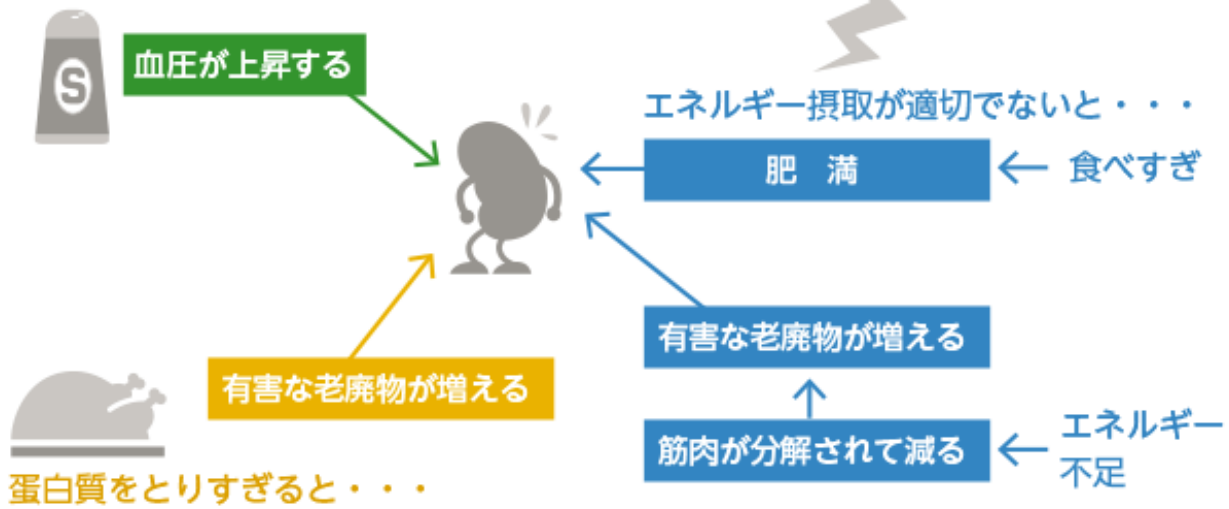 S
血圧が上昇する
エネルギー摂取が適切でないと・・・
肥 満
食べすぎ
有害な老廃物が増える
有害な老廃物が増える
筋肉が分解されて減る
エネルギー
不足
蛋白質をとりすぎると・・・